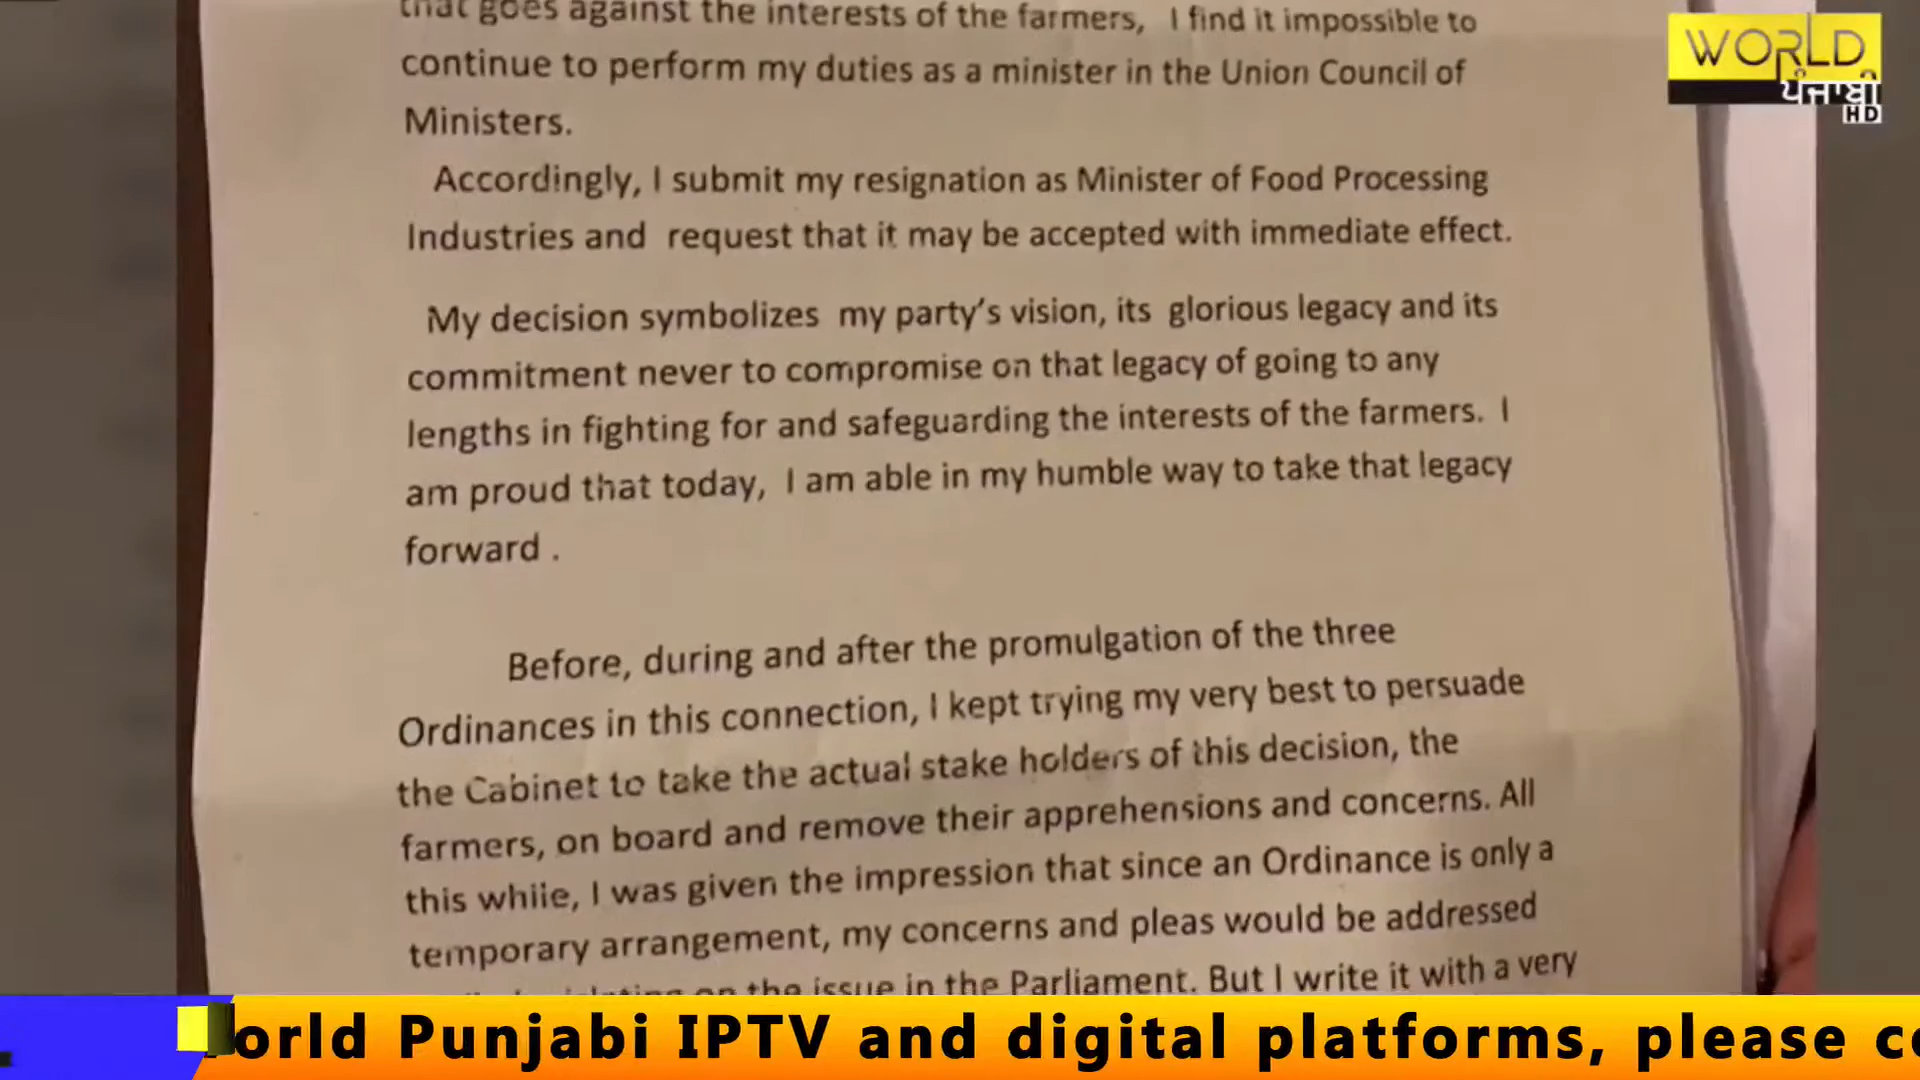 that goes against the interests of the farmers, I find it impossible to
continue to perform my duties as a minister in the Union Council of
Ministers.
Accordingly, I submit my resignation as Minister of Food Processing
Industries and request that it may be accepted with immediate effect.
My decision symbolizes my party's vision, its glorious legacy and its
commitment never to compromise on that legacy of going to any
lengths in fighting for and safeguarding the interests of the farmers. I
am proud that today, I am able in my humble way to take that legacy
forward .
Before, during and after the promulgation of the three
Ordinances in this connection, I kept trying my very best to persuade
the Cabinet to take the actual stake holders of this decision, the
farmers, on board and remove their apprehensions and concerns. All
this while, I was given the impression that since an Ordinance is only a
temporary arrangement, my concerns and pleas would be addressed
on the issue in the Parliament. But I write it with a very
WORLD
ਪੰਜਾਬੀ
HD
orld Punjabi IPTV and digital platforms, please